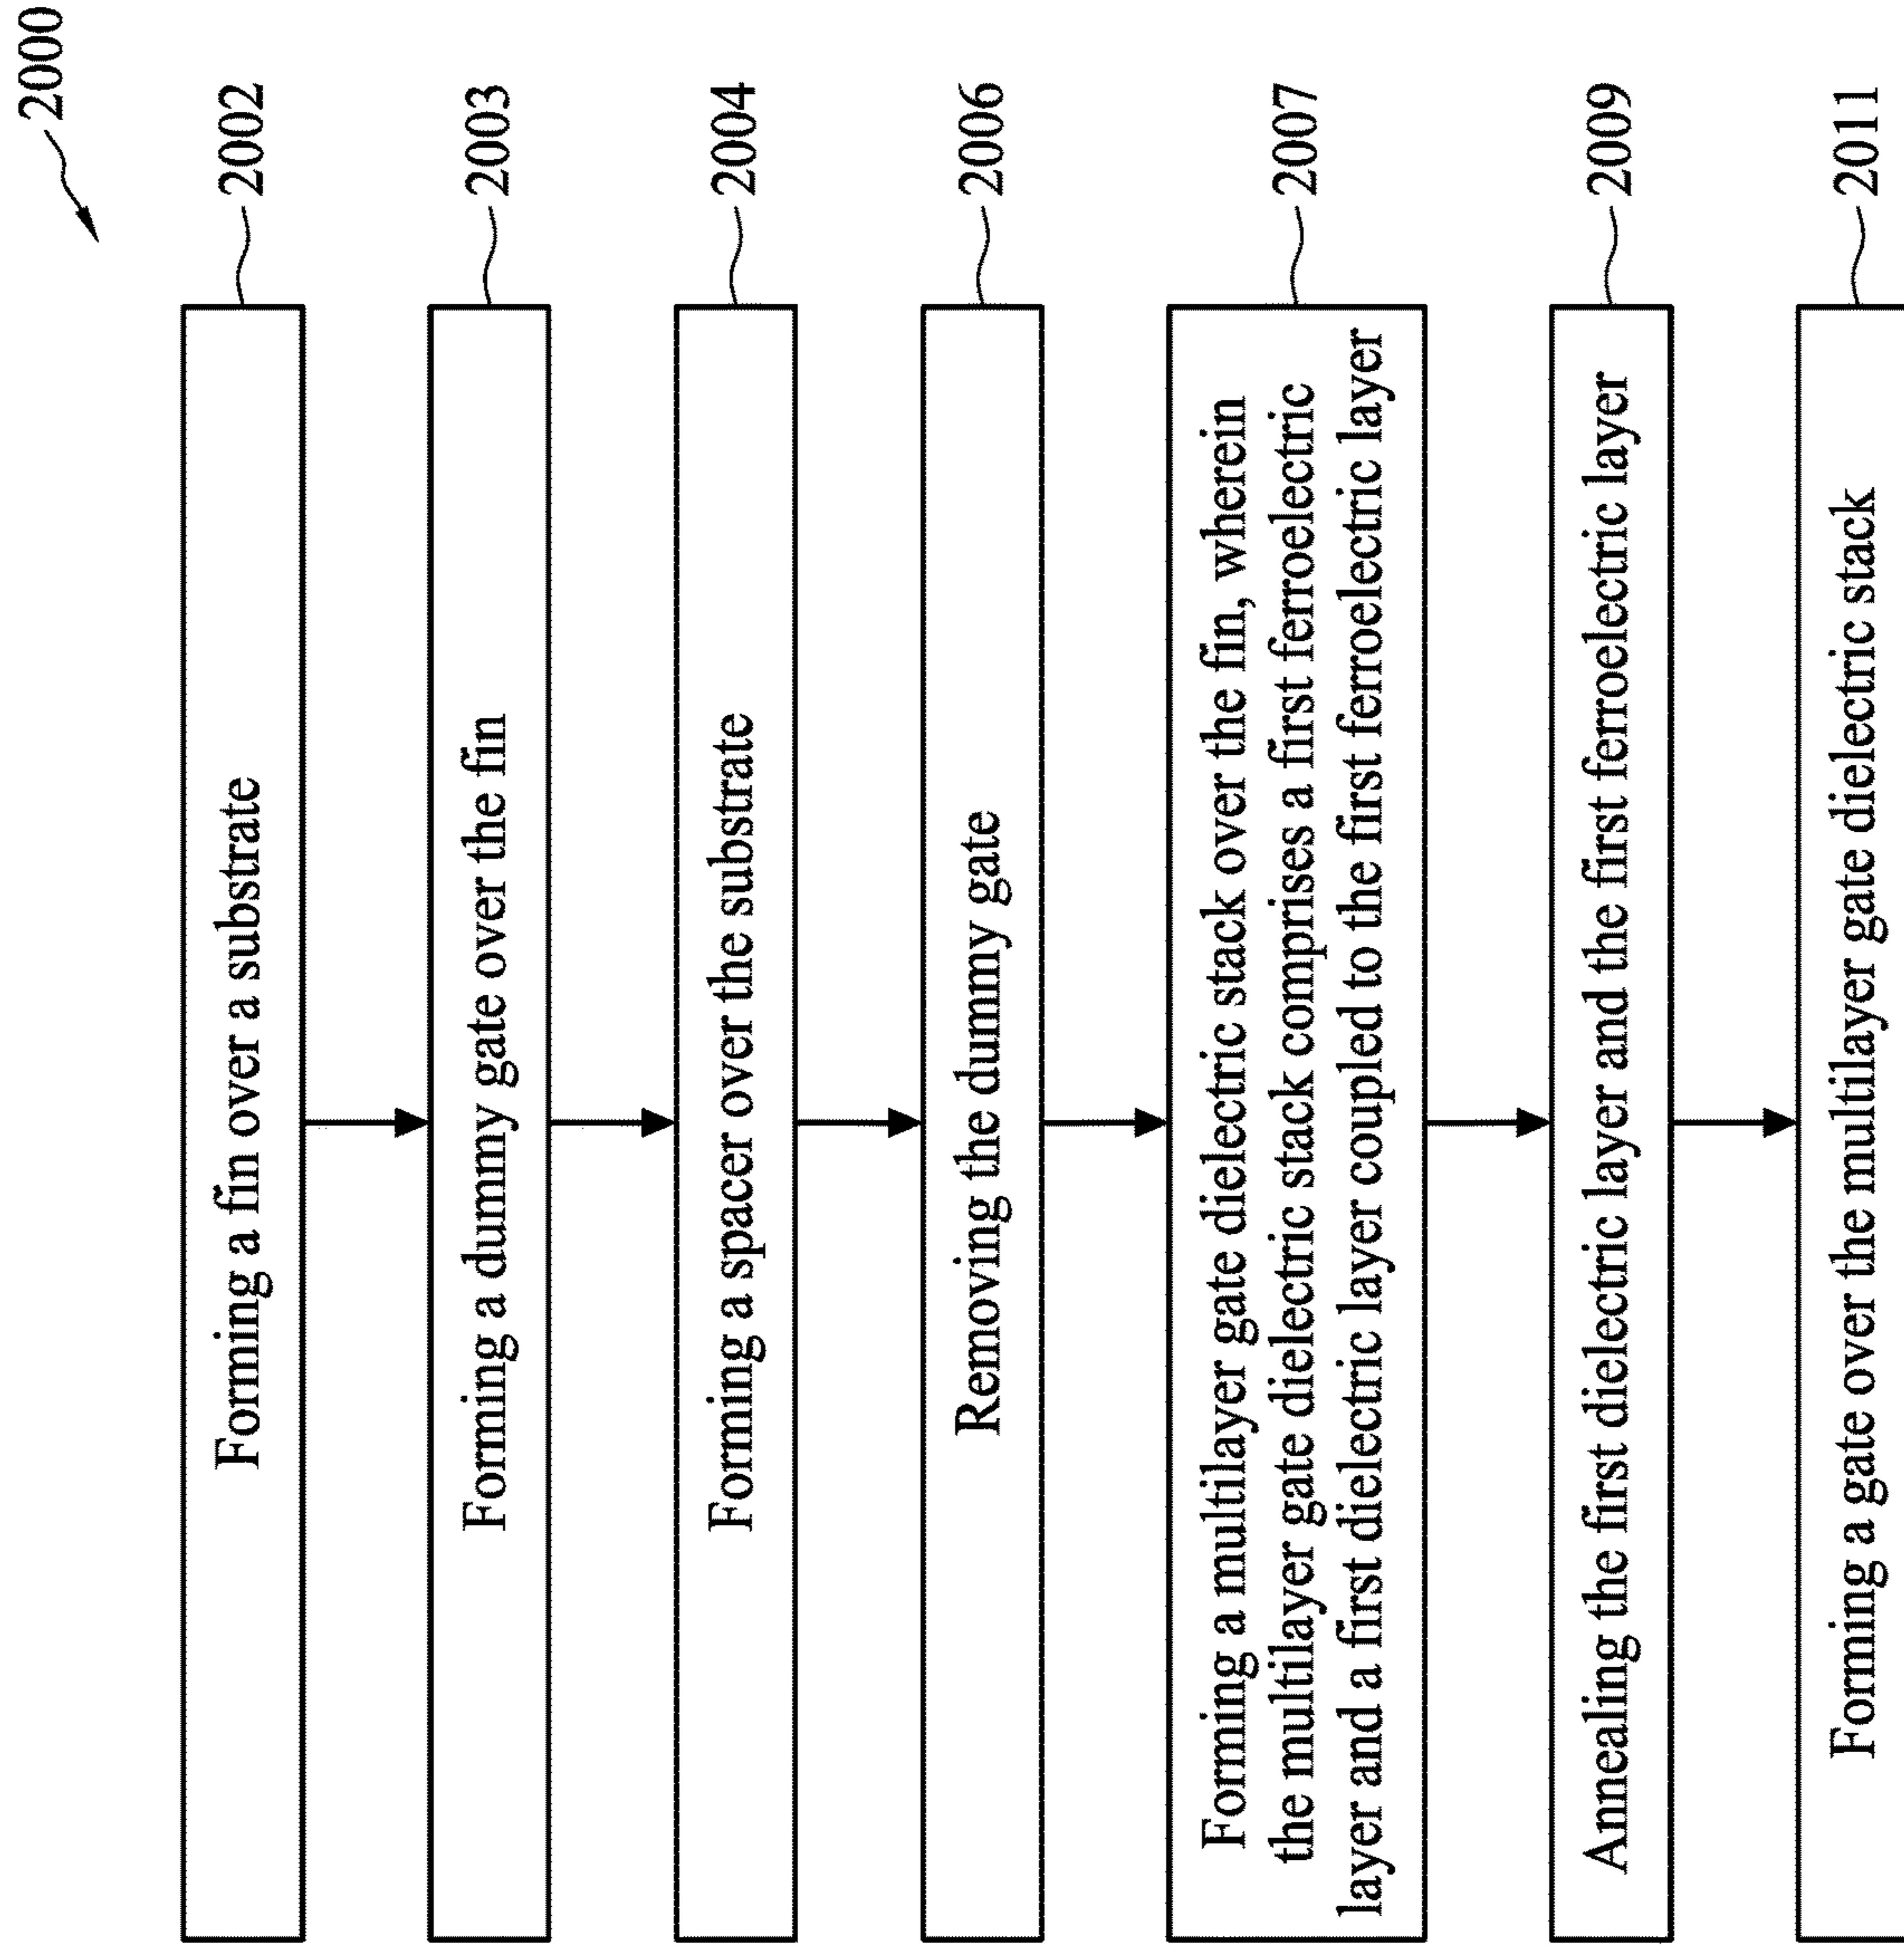 2000
Forming a fin over a substrate
2002
Forming a dummy gate over the fin
2003
Forming a spacer over the substrate
2004
Removing the dummy gate
2006
Forming a multilayer gate dielectric stack over the fin, wherein
the multilayer gate dielectric stack comprises a first ferroelectric
layer and a first dielectric layer coupled to the first ferroelectric layer
2007
Annealing the first dielectric layer and the first ferroelectric layer
2009
Forming a gate over the multilayer gate dielectric stack
2011